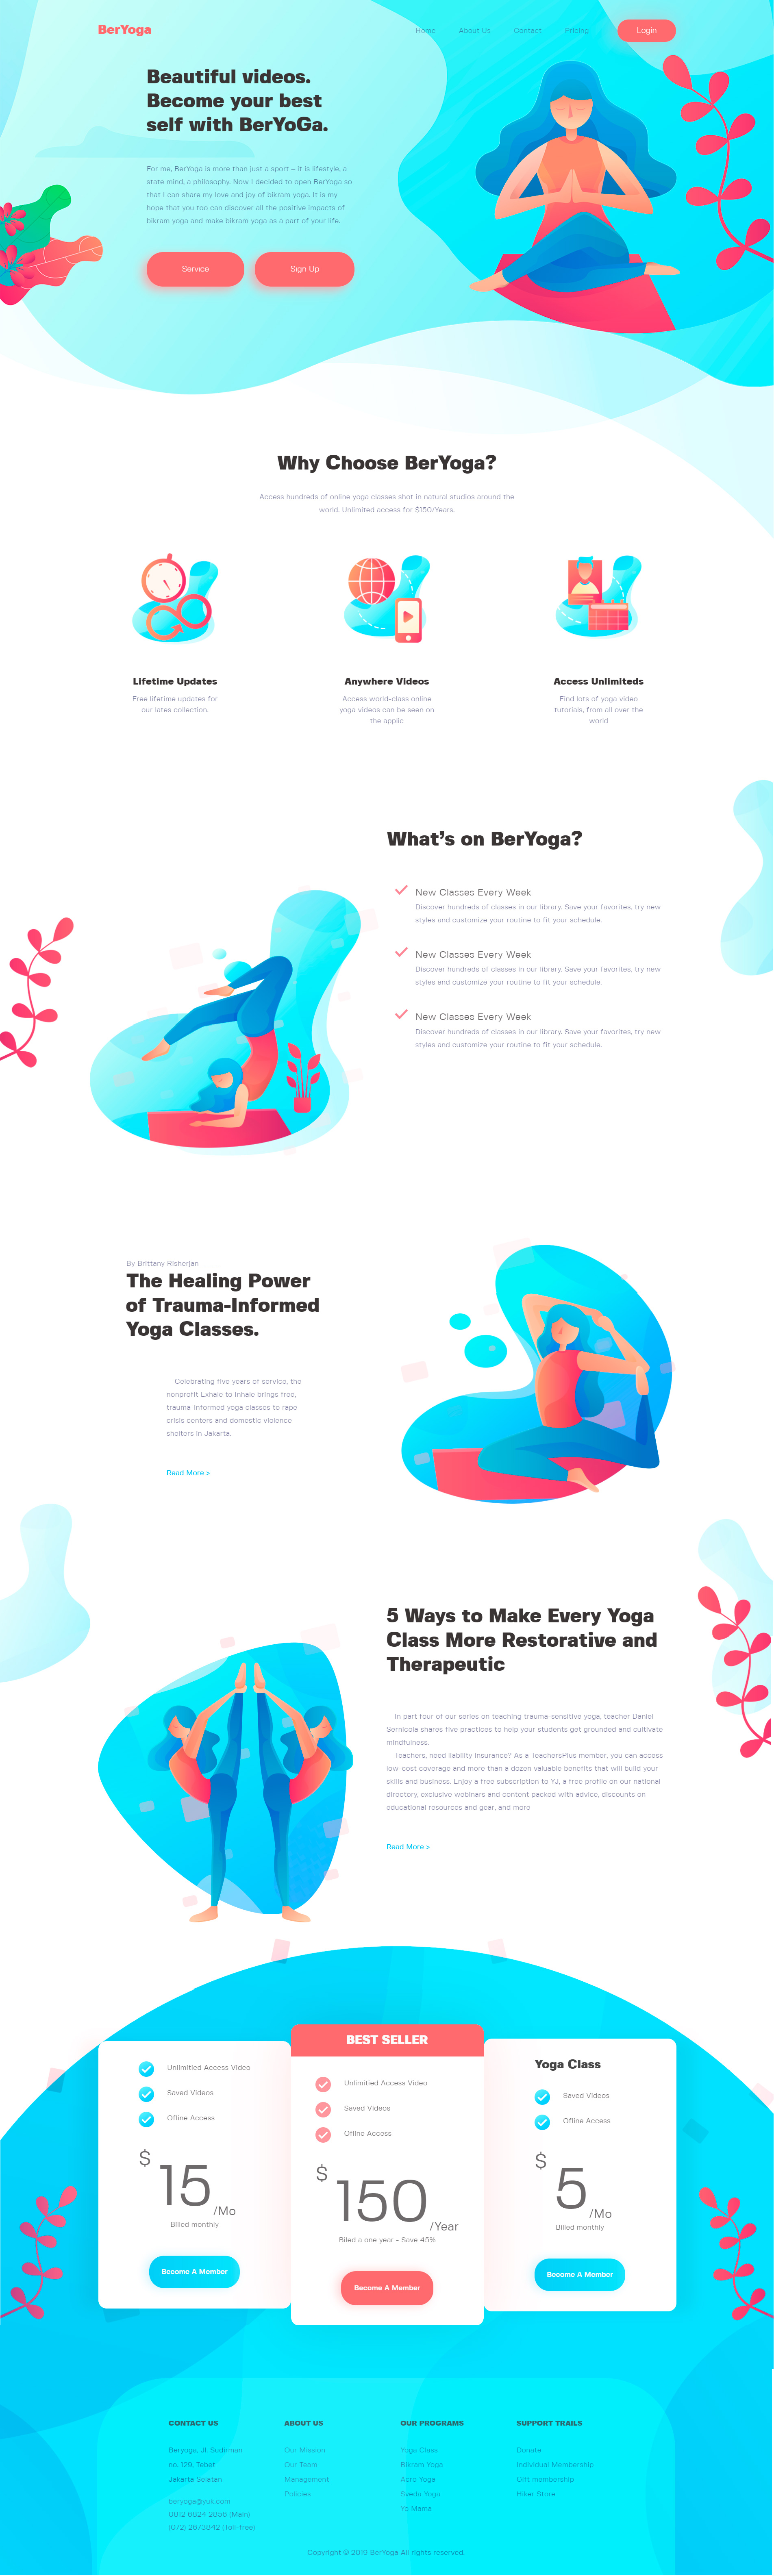 BerYoga
Home About Us Contact Pricing Login
Beautiful videos.
Become your best
self with BerYoGa.
For me, BerYoga is more than just a sport – it is lifestyle, a
state mind, a philosophy. Now I decided to open BerYoga so
that I can share my love and joy of bikram yoga. It is my
hope that you too can discover all the positive impacts of
bikram yoga and make bikram yoga as a part of your life.
Service Sign Up
Why Choose BerYoga?
Access hundreds of online yoga classes shot in natural studios around the
world. Unlimited access for $150/Years.
Lifetime Updates
Free lifetime updates for
our lates collection.
Anywhere Videos
Access world-class online
yoga videos can be seen on
the applic
Access Unlimiteds
Find lots of yoga video
tutorials, from all over the
world
What's on BerYoga?
New Classes Every Week
Discover hundreds of classes in our library. Save your favorites, try new
styles and customize your routine to fit your schedule.
New Classes Every Week
Discover hundreds of classes in our library. Save your favorites, try new
styles and customize your routine to fit your schedule.
New Classes Every Week
Discover hundreds of classes in our library. Save your favorites, try new
styles and customize your routine to fit your schedule.
By Brittany Risherjan _____
The Healing Power
of Trauma-Informed
Yoga Classes.
Celebrating five years of service, the
nonprofit Exhale to Inhale brings free,
trauma-informed yoga classes to rape
crisis centers and domestic violence
shelters in Jakarta.
Read More >
5 Ways to Make Every Yoga
Class More Restorative and
Therapeutic
In part four of our series on teaching trauma-sensitive yoga, teacher Daniel
Sernicola shares five practices to help your students get grounded and cultivate
mindfulness.
Teachers, need liability insurance? As a TeachersPlus member, you can access
low-cost coverage and more than a dozen valuable benefits that will build your
skills and business. Enjoy a free subscription to YJ, a free profile on our national
directory, exclusive webinars and content packed with advice, discounts on
educational resources and gear, and more
Read More >
Unlimitied Access Video
Saved Videos
Ofline Access
$ 15 /Mo
Billed monthly
Become A Member
BEST SELLER
Unlimitied Access Video
Saved Videos
Ofline Access
$ 150 /Year
Biled a one year - Save 45%
Become A Member
Yoga Class
Saved Videos
Ofline Access
$ 5 /Mo
Billed monthly
Become A Member
CONTACT US
Beryoga, Jl. Sudirman
no. 129, Tebet
Jakarta Selatan
beryoga@yuk.com
0812 6824 2856 (Main)
(072) 2673842 (Toll-free)
ABOUT US
Our Mission
Our Team
Management
Policies
OUR PROGRAMS
Yoga Class
Bikram Yoga
Acro Yoga
Sveda Yoga
Yo Mama
SUPPORT TRAILS
Donate
Individual Membership
Gift membership
Hiker Store
Copyright © 2019 BerYoga All rights reserved